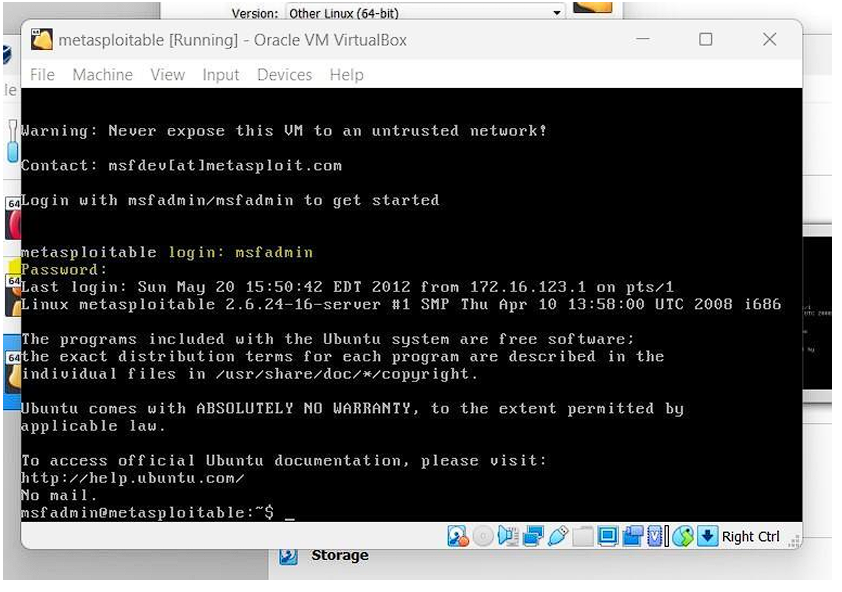 Version: Other Linux (64-bit)
metasploitable [Running] - Oracle VM VirtualBox
File Machine View Input Devices Help
Warning: Never expose this VM to an untrusted network!
Contact: msfdev[at]metasploit.com
Login with msfadmin/msfadmin to get started
metasploitable login: msfadmin
Password:
Last login: Sun May 20 15:50:42 EDT 2012 from 172.16.123.1 on pts/1
Linux metasploitable 2.6.24-16-server #1 SMP Thu Apr 10 13:58:00 UTC 2008 i686
The programs included with the Ubuntu system are free software;
the exact distribution terms for each program are described in the
individual files in /usr/share/doc/*/copyright.
Ubuntu comes with ABSOLUTELY NO WARRANTY, to the extent permitted by
applicable law.
To access official Ubuntu documentation, please visit:
http://help.ubuntu.com/
No mail.
msfadmin@metasploitable:~$ _
Right Ctrl
Storage
64
64
64